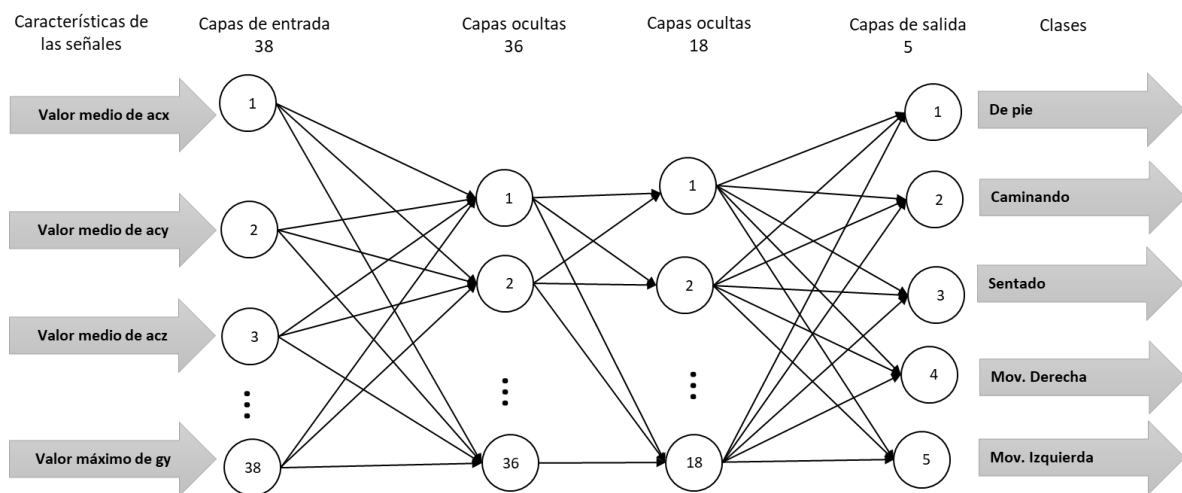 Características de
las señales
Capas de entrada
38
Capas ocultas
36
Capas ocultas
18
Capas de salida
5
Clases
Valor medio de acx
1
1
De pie
1
1
Valor medio de acy
2
2
Caminando
2
2
3
Sentado
Valor medio de acz
3
4
Mov. Derecha
Valor máximo de gy
38
36
18
5
Mov. Izquierda